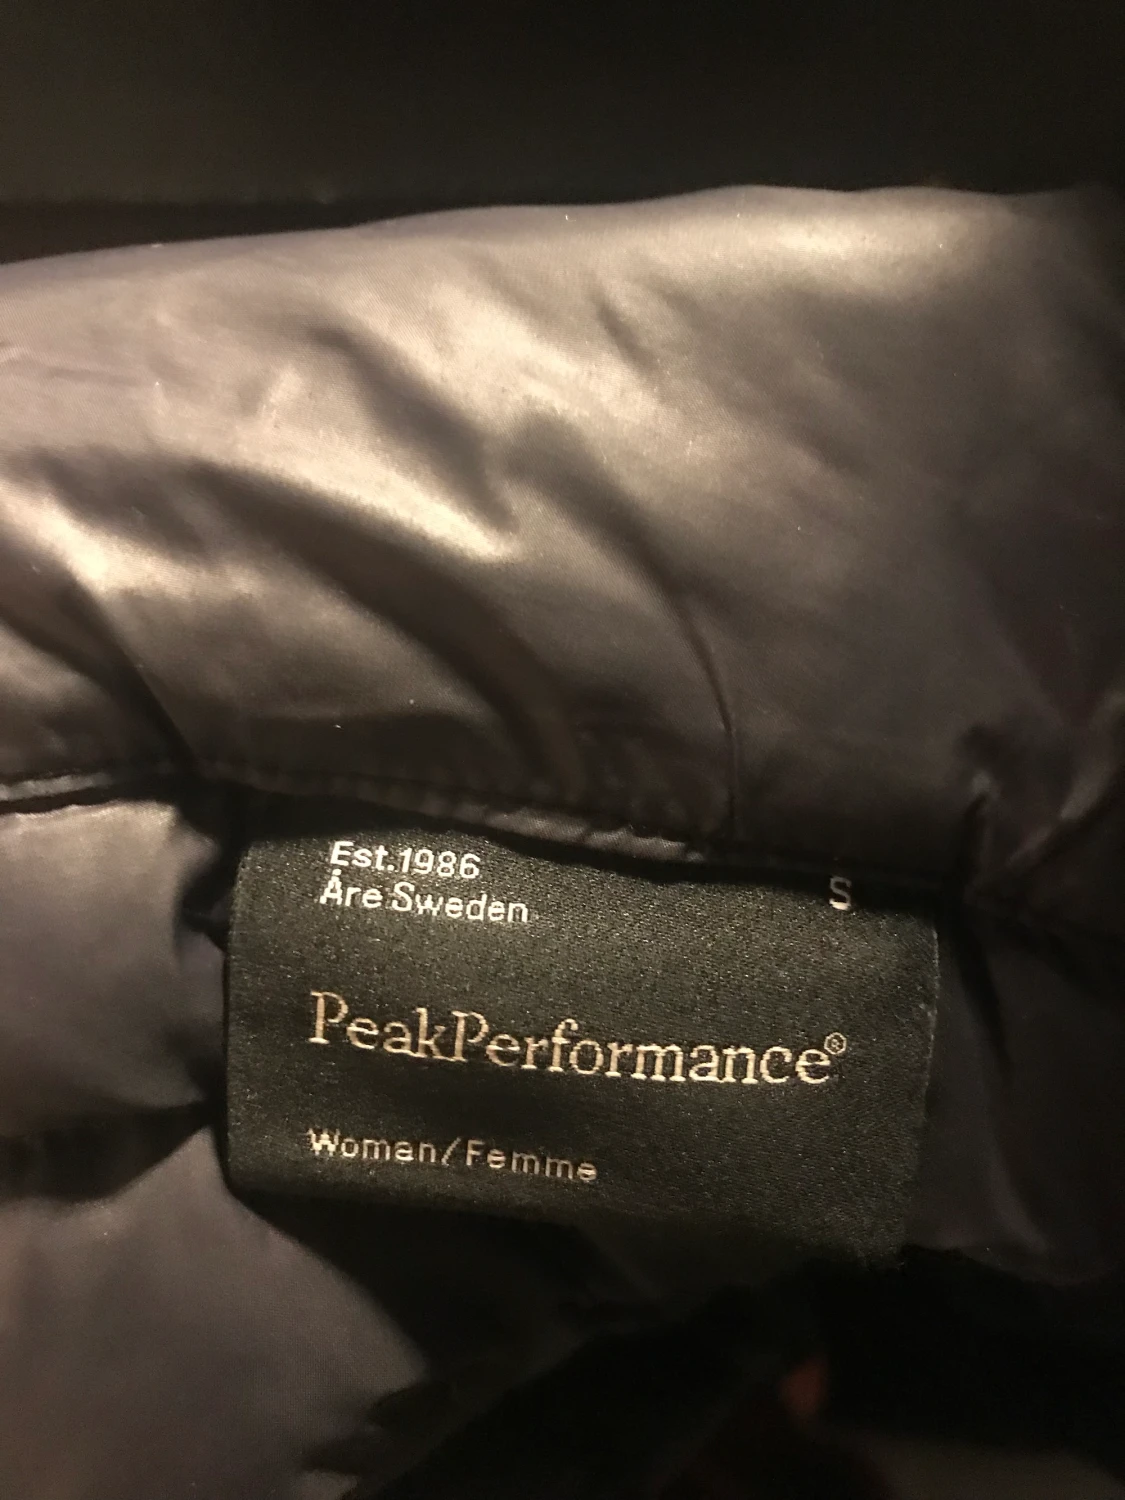 Est.1986
Åre Sweden
S
PeakPerformance®
Woman/Femme